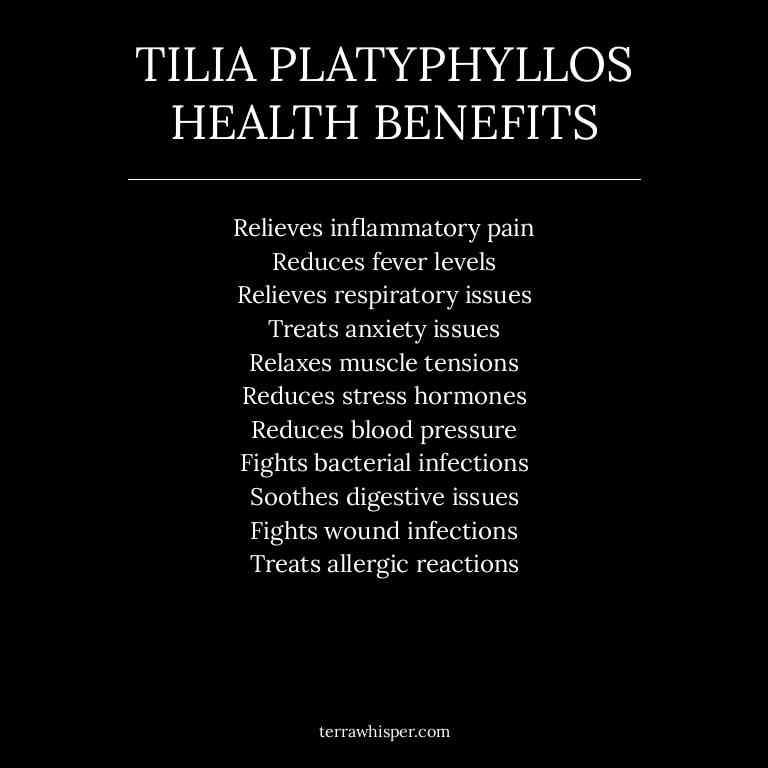 TILIA PLATYPHYLLOS
HEALTH BENEFITS
Relieves inflammatory pain
Reduces fever levels
Relieves respiratory issues
Treats anxiety issues
Relaxes muscle tensions
Reduces stress hormones
Reduces blood pressure
Fights bacterial infections
Soothes digestive issues
Fights wound infections
Treats allergic reactions
terrawhisper.com